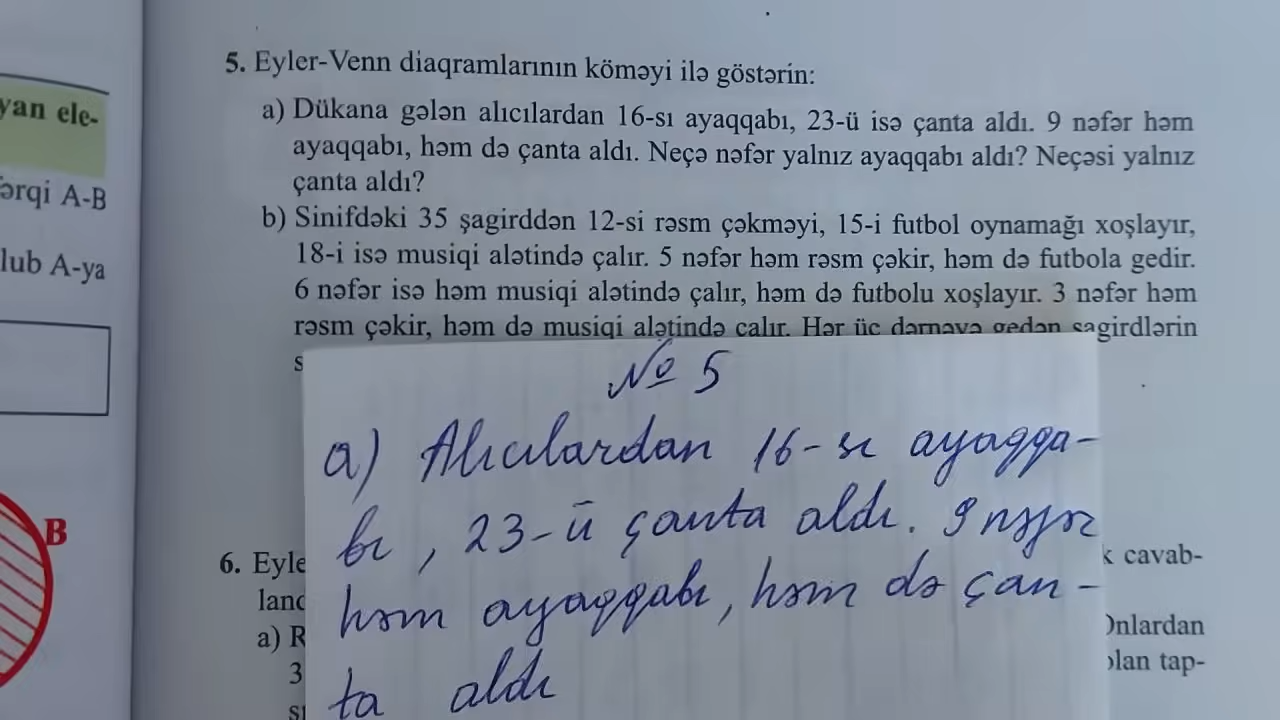 yan ele-
ərqi A-B
lub A-ya
B
5. Eyler-Venn diaqramlarının köməyi ilə göstərin:
a) Dükana gələn alıcılardan 16-sı ayaqqabı, 23-ü isə çanta aldı. 9 nəfər həm
ayaqqabı, həm də çanta aldı. Neçə nəfər yalnız ayaqqabı aldı? Neçəsi yalnız
çanta aldı?
b) Sinifdəki 35 şagirddən 12-si rəsm çəkməyi, 15-i futbol oynamağı xoşlayır,
18-i isə musiqi alətində çalır. 5 nəfər həm rəsm çəkir, həm də futbola gedir.
6 nəfər isə həm musiqi alətində çalır, həm də futbolu xoşlayır. 3 nəfər həm
rəsm çəkir, həm də musiqi alətində çalır. Hər üç dərnəyə gedən şagirdlərin
s
№ 5
a) Alıcılardan 16-sı ayaqqa-
bı, 23-ü çanta aldı. 9 nəfər
həm ayaqqabı, həm də çan-
ta aldı
6. Eyle k cavab-
land
a) R Onlardan
3 olan tap-